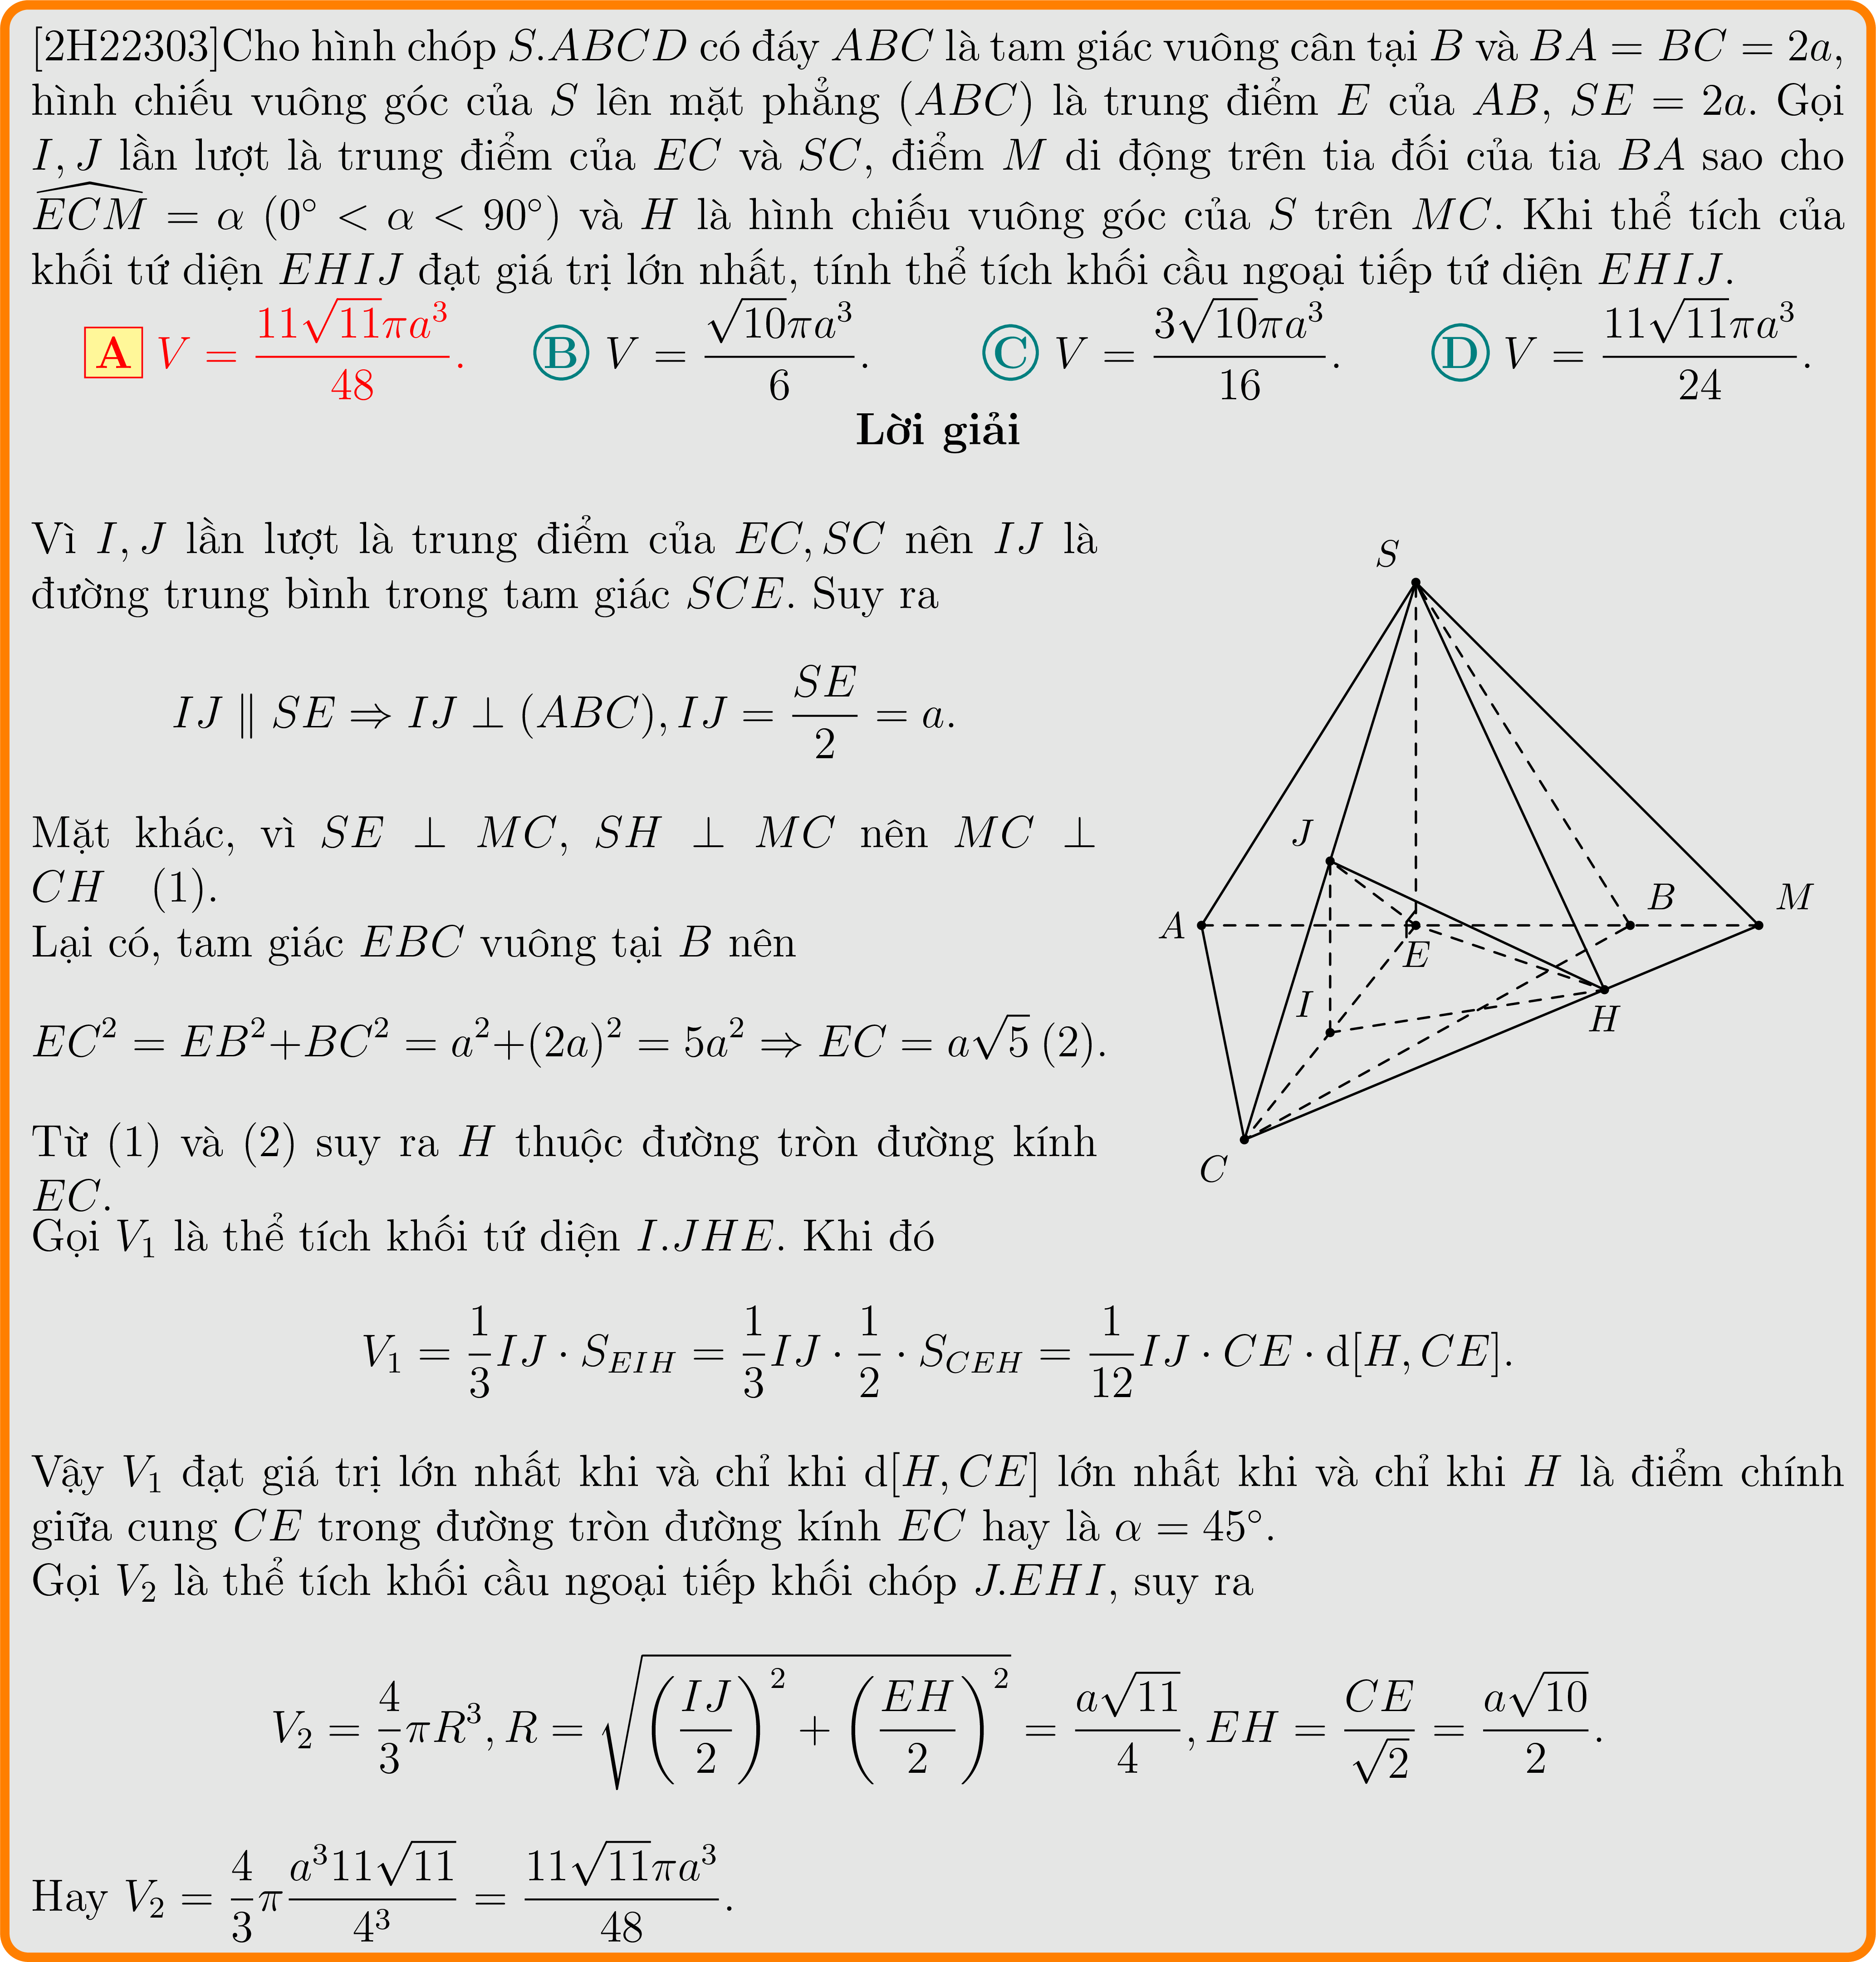 [2H22303]Cho hình chóp S.ABCD có đáy ABC là tam giác vuông cân tại B và BA = BC = 2a,
hình chiếu vuông góc của S lên mặt phẳng (ABC) là trung điểm E của AB, SE = 2a. Gọi
I, J lần lượt là trung điểm của EC và SC, điểm M di động trên tia đối của tia BA sao cho
$\widehat{ECM}$ = α (0° < α < 90°) và H là hình chiếu vuông góc của S trên MC. Khi thể tích của
khối tứ diện EHIJ đạt giá trị lớn nhất, tính thể tích khối cầu ngoại tiếp tứ diện EHIJ.
A $V = \frac{11\sqrt{11}\pi a^3}{48}$. B $V = \frac{\sqrt{10}\pi a^3}{6}$. C $V = \frac{3\sqrt{10}\pi a^3}{16}$. D $V = \frac{11\sqrt{11}\pi a^3}{24}$.
Lời giải
Vì I, J lần lượt là trung điểm của EC, SC nên IJ là
đường trung bình trong tam giác SCE. Suy ra
$IJ \parallel SE \Rightarrow IJ \perp (ABC), IJ = \frac{SE}{2} = a.$
Mặt khác, vì SE ⊥ MC, SH ⊥ MC nên MC ⊥
CH (1).
Lại có, tam giác EBC vuông tại B nên
$EC^2 = EB^2+BC^2 = a^2+(2a)^2 = 5a^2 \Rightarrow EC = a\sqrt{5}$ (2).
Từ (1) và (2) suy ra H thuộc đường tròn đường kính
EC.
S
J
A
E
B
M
I
H
C
Gọi V₁ là thể tích khối tứ diện I.JHE. Khi đó
$V_1 = \frac{1}{3}IJ \cdot S_{EIH} = \frac{1}{3}IJ \cdot \frac{1}{2} \cdot S_{CEH} = \frac{1}{12}IJ \cdot CE \cdot d[H, CE].$
Vậy V₁ đạt giá trị lớn nhất khi và chỉ khi d[H, CE] lớn nhất khi và chỉ khi H là điểm chính
giữa cung CE trong đường tròn đường kính EC hay là α = 45°.
Gọi V₂ là thể tích khối cầu ngoại tiếp khối chóp J.EHI, suy ra
$V_2 = \frac{4}{3}\pi R^3, R = \sqrt{\left(\frac{IJ}{2}\right)^2 + \left(\frac{EH}{2}\right)^2} = \frac{a\sqrt{11}}{4}, EH = \frac{CE}{\sqrt{2}} = \frac{a\sqrt{10}}{2}.$
Hay $V_2 = \frac{4}{3}\pi\frac{a^3 11\sqrt{11}}{4^3} = \frac{11\sqrt{11}\pi a^3}{48}.$